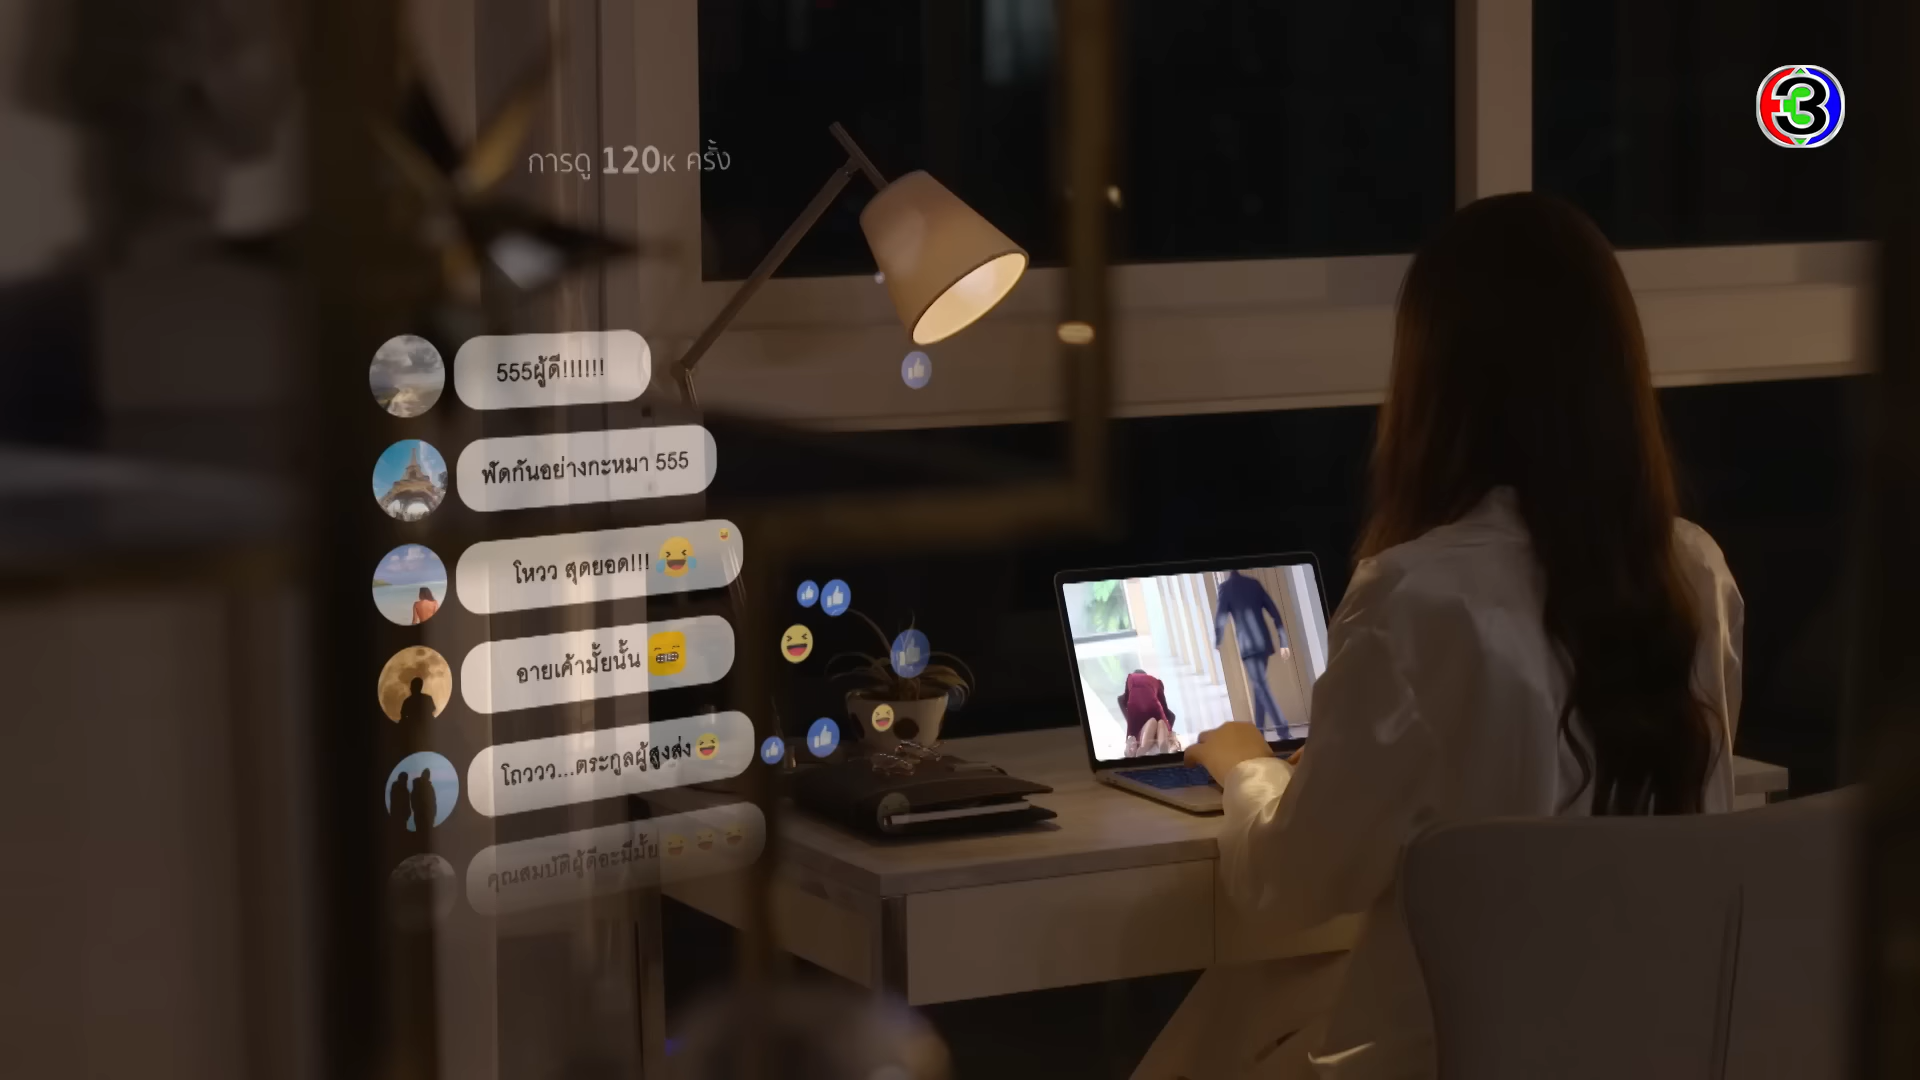 3
การดู 120K ครั้ง
555ผู้ดี!!!!!!
ฟัดกันอย่างกะหมา 555
โหวว สุดยอด!!!
อายเค้ามั้ยนั้น
โถววว...ตระกูลผู้สูงส่ง
คุณสมบัติผู้ดีอะมีมั้ย